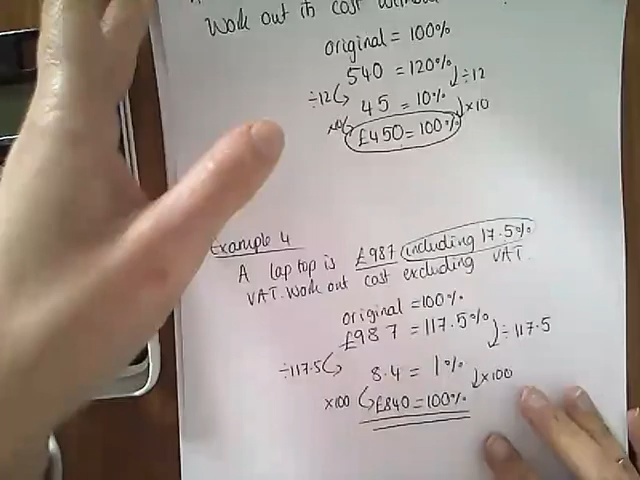 Work out its cost without
original = 100%
540 = 120%
÷12 ÷12
45 = 10%
×10 ×10
£450 = 100%
Example 4
A laptop is £987 including 17.5%
VAT. Work out cost excluding VAT.
original = 100%
£987 = 117.5%
÷117.5 ÷117.5
8.4 = 1%
×100 ×100
£840 = 100%